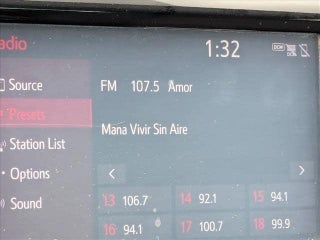 adio
1:32
DCM
Source
FM 107.5 Amor
Presets
Mana Vivir Sin Aire
Station List
Options
Sound
13 106.7 14 92.1 15 94.1
16 94.1 17 100.7 18 99.9